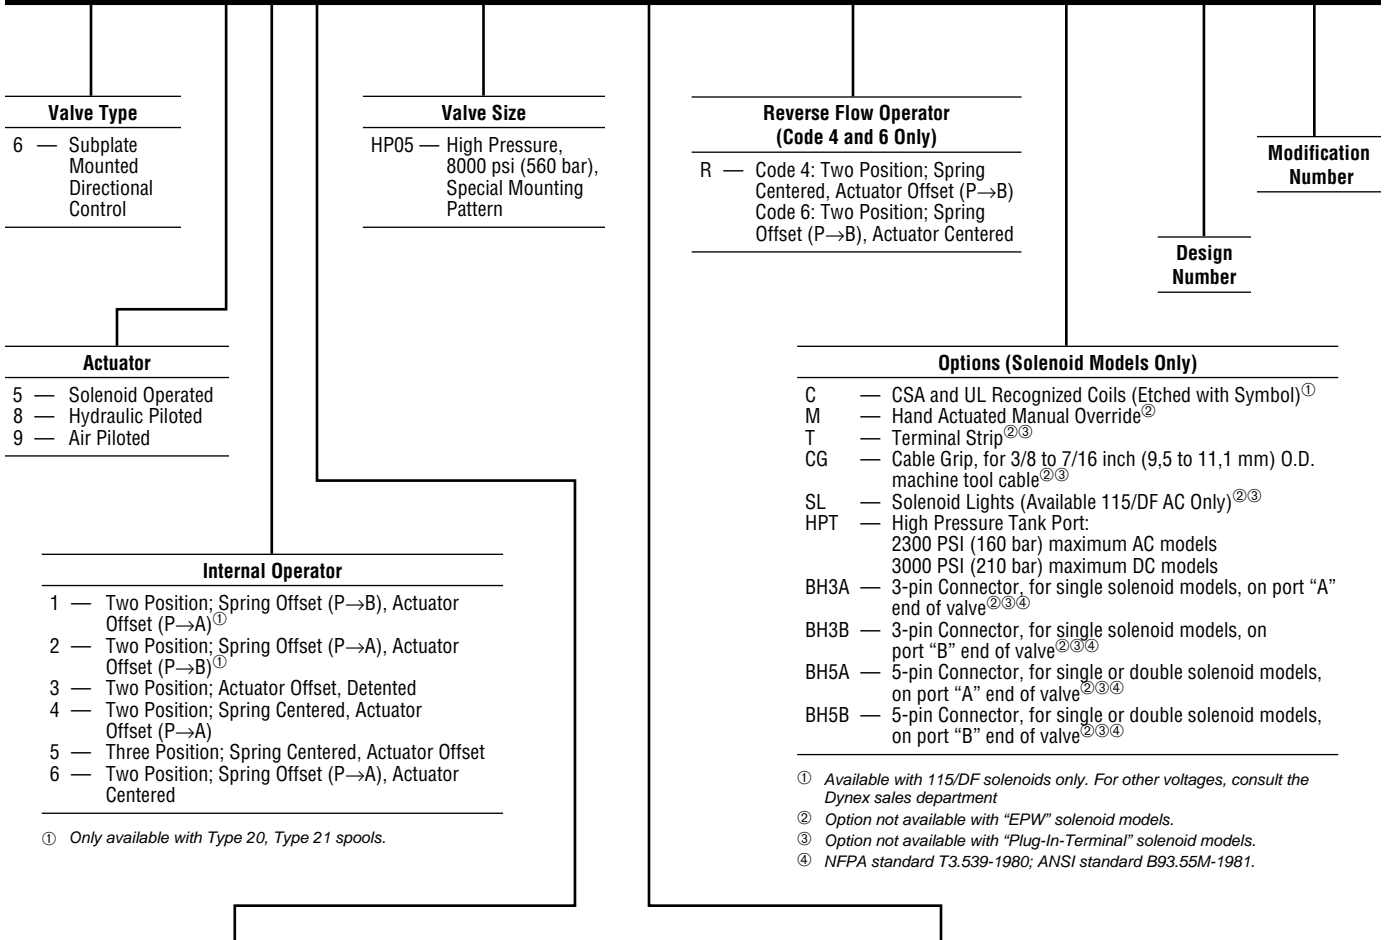 Valve Type
6 — Subplate
Mounted
Directional
Control
Valve Size
HP05 — High Pressure,
8000 psi (560 bar),
Special Mounting
Pattern
Reverse Flow Operator
(Code 4 and 6 Only)
R — Code 4: Two Position; Spring
Centered, Actuator Offset (P→B)
Code 6: Two Position; Spring
Offset (P→B), Actuator Centered
Modification
Number
Design
Number
Actuator
5 — Solenoid Operated
8 — Hydraulic Piloted
9 — Air Piloted
Internal Operator
1 — Two Position; Spring Offset (P→B), Actuator
Offset (P→A)①
2 — Two Position; Spring Offset (P→A), Actuator
Offset (P→B)①
3 — Two Position; Actuator Offset, Detented
4 — Two Position; Spring Centered, Actuator
Offset (P→A)
5 — Three Position; Spring Centered, Actuator Offset
6 — Two Position; Spring Offset (P→A), Actuator
Centered
① Only available with Type 20, Type 21 spools.
Options (Solenoid Models Only)
C — CSA and UL Recognized Coils (Etched with Symbol)①
M — Hand Actuated Manual Override②
T — Terminal Strip②③
CG — Cable Grip, for 3/8 to 7/16 inch (9,5 to 11,1 mm) O.D.
machine tool cable②③
SL — Solenoid Lights (Available 115/DF AC Only)②③
HPT — High Pressure Tank Port:
2300 PSI (160 bar) maximum AC models
3000 PSI (210 bar) maximum DC models
BH3A — 3-pin Connector, for single solenoid models, on port “A”
end of valve②③④
BH3B — 3-pin Connector, for single solenoid models, on
port “B” end of valve②③④
BH5A — 5-pin Connector, for single or double solenoid models,
on port “A” end of valve②③④
BH5B — 5-pin Connector, for single or double solenoid models,
on port “B” end of valve②③④
① Available with 115/DF solenoids only. For other voltages, consult the
Dynex sales department
② Option not available with “EPW” solenoid models.
③ Option not available with “Plug-In-Terminal” solenoid models.
④ NFPA standard T3.539-1980; ANSI standard B93.55M-1981.